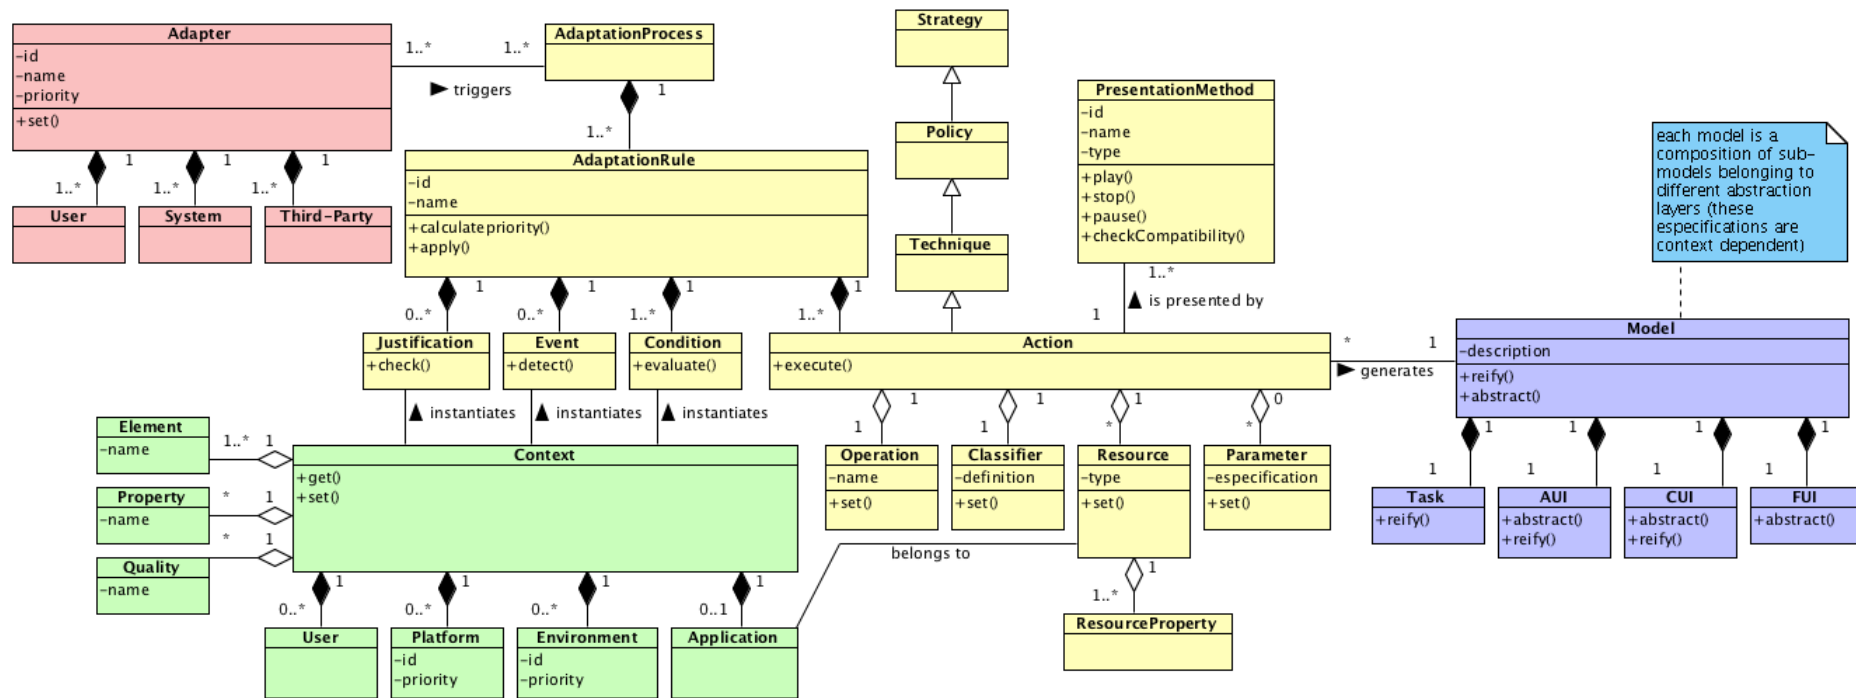 Adapter
-id
-name
-priority
+set()
1..*
1..*
triggers
AdaptationProcess
1
1..*
1
1
1
1..*
1..*
1..*
User
System
Third-Party
AdaptationRule
-id
-name
+calculatepriority()
+apply()
1
1
1
1
0..*
0..*
1..*
1..*
Justification
+check()
Event
+detect()
Condition
+evaluate()
instantiates
instantiates
instantiates
Strategy
Policy
Technique
PresentationMethod
-id
-name
-type
+play()
+stop()
+pause()
+checkCompatibility()
1..*
is presented by
1
Action
+execute()
*
1
generates
each model is a
composition of sub-
models belonging to
different abstraction
layers (these
especifications are
context dependent)
Model
-description
+reify()
+abstract()
1
1
1
1
1
1
1
1
Task
+reify()
AUI
+abstract()
+reify()
CUI
+abstract()
+reify()
FUI
+abstract()
1
1
1
0
1
1
*
*
Operation
-name
+set()
Classifier
-definition
+set()
Resource
-type
+set()
Parameter
-especification
+set()
belongs to
1
1..*
ResourceProperty
Element
-name
1..*
1
Property
-name
*
1
Quality
-name
*
1
Context
+get()
+set()
1
1
1
1
0..*
0..*
0..*
0..1
User
Platform
-id
-priority
Environment
-id
-priority
Application